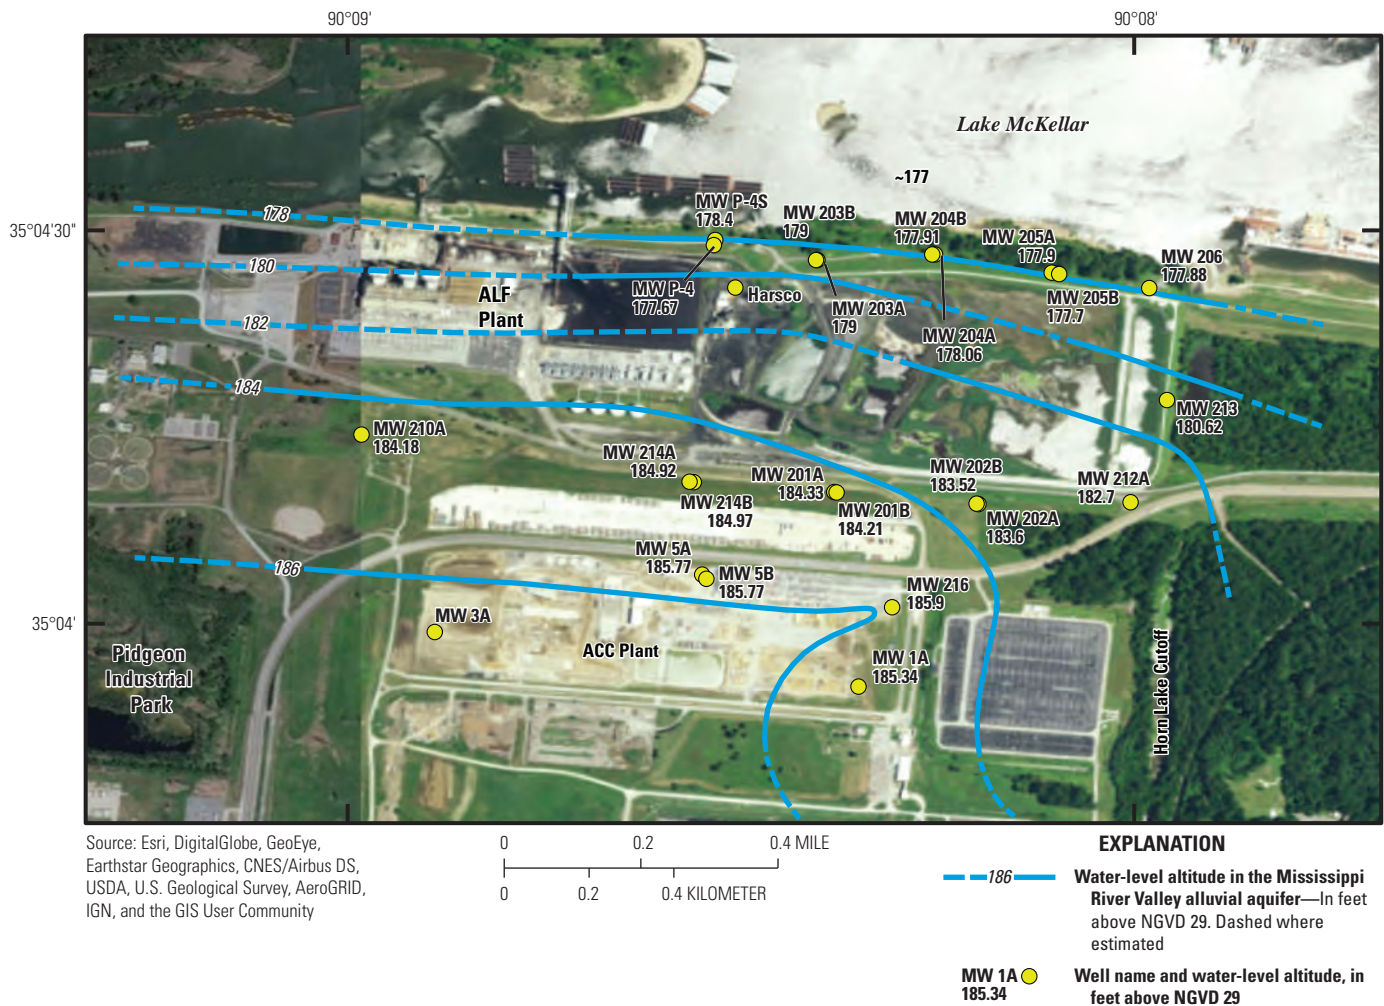 90°09'
90°08'
35°04'30"
35°04'
Lake McKellar
~177
178
180
182
184
186
MW P-4S
178.4
MW 203B
179
MW 204B
177.91
MW 205A
177.9
MW 206
177.88
MW P-4
177.67
Harsco
MW 203A
179
MW 204A
178.06
MW 205B
177.7
ALF
Plant
MW 213
180.62
MW 210A
184.18
MW 214A
184.92
MW 214B
184.97
MW 201A
184.33
MW 201B
184.21
MW 202B
183.52
MW 202A
183.6
MW 212A
182.7
MW 5A
185.77
MW 5B
185.77
MW 216
185.9
MW 3A
ACC Plant
MW 1A
185.34
Pidgeon
Industrial
Park
Horn Lake Cutoff
Source: Esri, DigitalGlobe, GeoEye,
Earthstar Geographics, CNES/Airbus DS,
USDA, U.S. Geological Survey, AeroGRID,
IGN, and the GIS User Community
0 0.2 0.4 MILE
0 0.2 0.4 KILOMETER
EXPLANATION
186 Water-level altitude in the Mississippi
River Valley alluvial aquifer—In feet
above NGVD 29. Dashed where
estimated
MW 1A Well name and water-level altitude, in
185.34 feet above NGVD 29